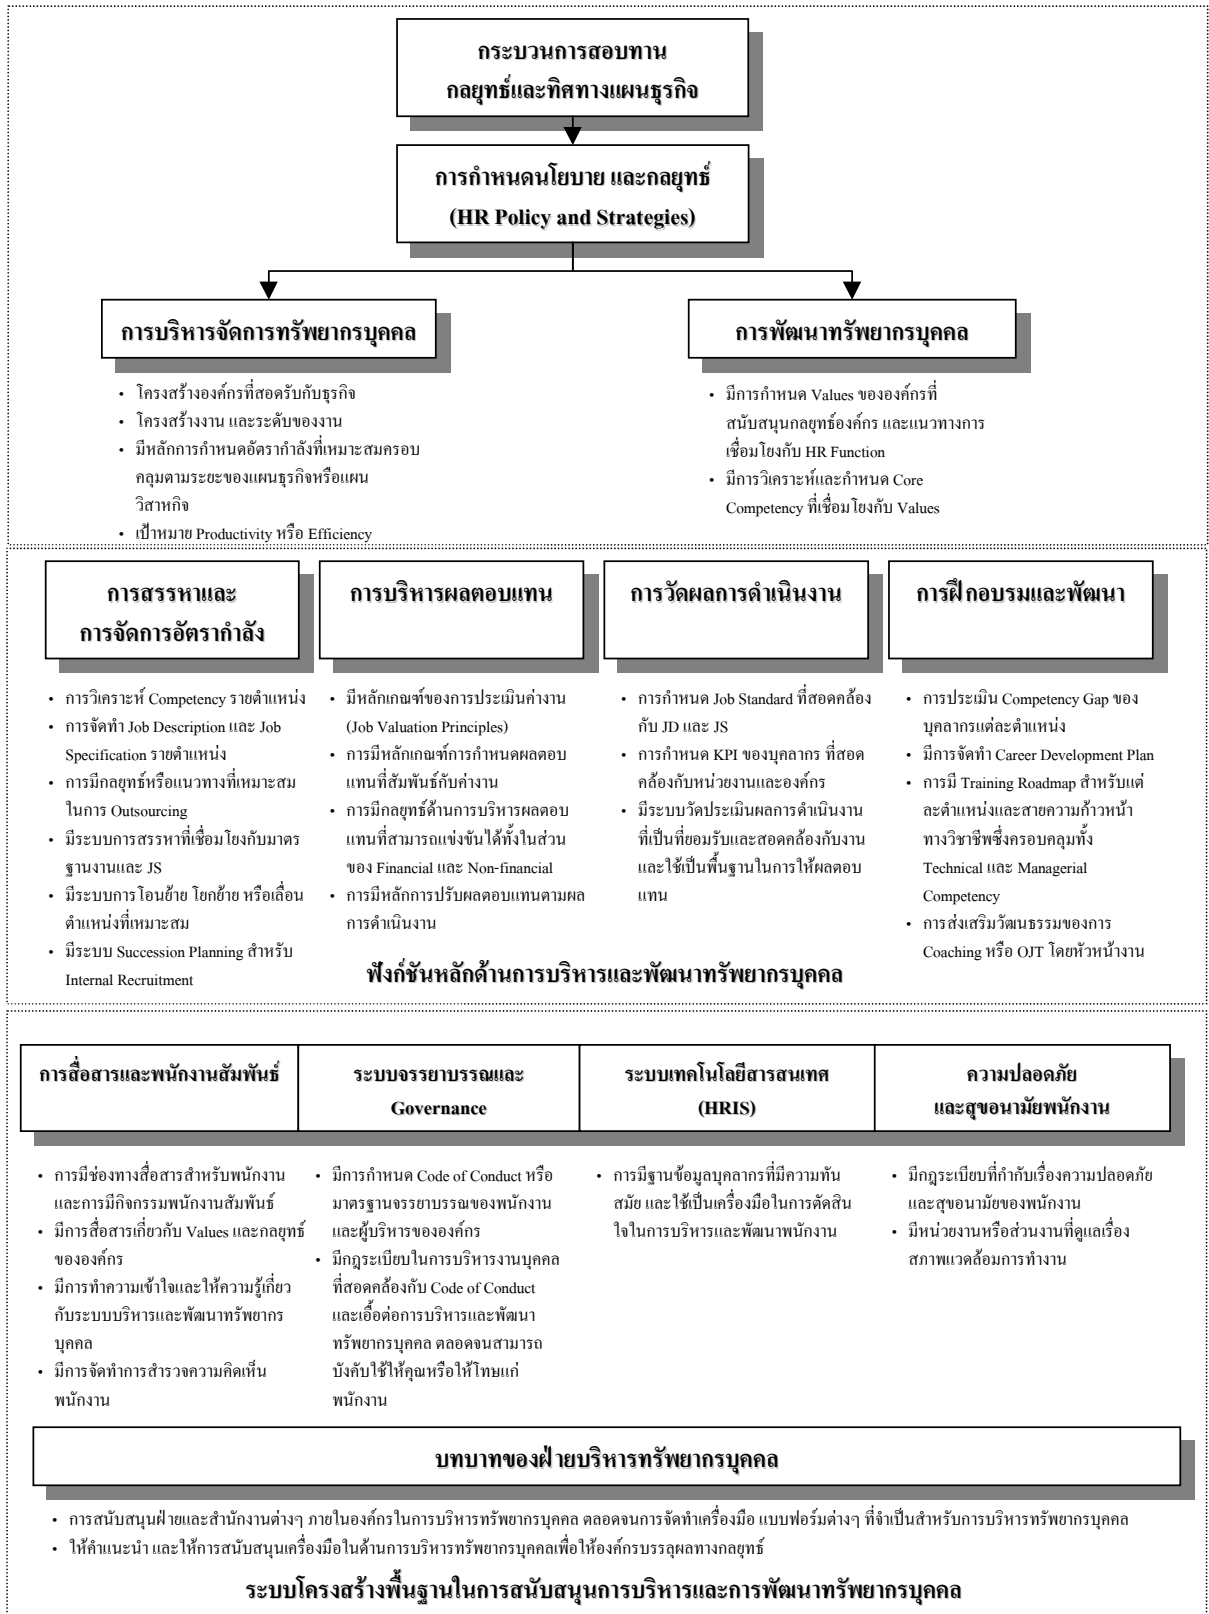 กระบวนการสอบทาน
กลยุทธ์และทิศทางแผนธุรกิจ
การกำหนดนโยบาย และกลยุทธ์
(HR Policy and Strategies)
การบริหารจัดการทรัพยากรบุคคล
• โครงสร้างองค์กรที่สอดรับกับธุรกิจ
• โครงสร้างงาน และระดับของงาน
• มีหลักการกำหนดอัตรากำลังที่เหมาะสมครอบ
คลุมตามระยะของแผนธุรกิจหรือแผน
วิสาหกิจ
• เป้าหมาย Productivity หรือ Efficiency
การพัฒนาทรัพยากรบุคคล
• มีการกำหนด Values ขององค์กรที่
สนับสนุนกลยุทธ์องค์กร และแนวทางการ
เชื่อมโยงกับ HR Function
• มีการวิเคราะห์และกำหนด Core
Competency ที่เชื่อมโยงกับ Values
การสรรหาและ
การจัดการอัตรากำลัง
• การวิเคราะห์ Competency รายตำแหน่ง
• การจัดทำ Job Description และ Job
Specification รายตำแหน่ง
• การมีกลยุทธ์หรือแนวทางที่เหมาะสม
ในการ Outsourcing
• มีระบบการสรรหาที่เชื่อมโยงกับมาตร
ฐานงานและ JS
• มีระบบการโอนย้าย โยกย้าย หรือเลื่อน
ตำแหน่งที่เหมาะสม
• มีระบบ Succession Planning สำหรับ
Internal Recruitment
การบริหารผลตอบแทน
• มีหลักเกณฑ์ของการประเมินค่างาน
(Job Valuation Principles)
• การมีหลักเกณฑ์การกำหนดผลตอบ
แทนที่สัมพันธ์กับค่างาน
• การมีกลยุทธ์ด้านการบริหารผลตอบ
แทนที่สามารถแข่งขันได้ทั้งในส่วน
ของ Financial และ Non-financial
• การมีหลักการปรับผลตอบแทนตามผล
การดำเนินงาน
การวัดผลการดำเนินงาน
• การกำหนด Job Standard ที่สอดคล้อง
กับ JD และ JS
• การกำหนด KPI ของบุคลากร ที่สอด
คล้องกับหน่วยงานและองค์กร
• มีระบบวัดประเมินผลการดำเนินงาน
ที่เป็นที่ยอมรับและสอดคล้องกับงาน
และใช้เป็นพื้นฐานในการให้ผลตอบ
แทน
การฝึกอบรมและพัฒนา
• การประเมิน Competency Gap ของ
บุคลากรแต่ละตำแหน่ง
• มีการจัดทำ Career Development Plan
• การมี Training Roadmap สำหรับแต่
ละตำแหน่งและสายความก้าวหน้า
ทางวิชาชีพซึ่งครอบคลุมทั้ง
Technical และ Managerial
Competency
• การส่งเสริมวัฒนธรรมของการ
Coaching หรือ OJT โดยหัวหน้างาน
ฟังก์ชันหลักด้านการบริหารและพัฒนาทรัพยากรบุคคล
การสื่อสารและพนักงานสัมพันธ์
• การมีช่องทางสื่อสารสำหรับพนักงาน
และการมีกิจกรรมพนักงานสัมพันธ์
• มีการสื่อสารเกี่ยวกับ Values และกลยุทธ์
ขององค์กร
• มีการทำความเข้าใจและให้ความรู้เกี่ยว
กับระบบบริหารและพัฒนาทรัพยากร
บุคคล
• มีการจัดทำการสำรวจความคิดเห็น
พนักงาน
ระบบจรรยาบรรณและ
Governance
• มีการกำหนด Code of Conduct หรือ
มาตรฐานจรรยาบรรณของพนักงาน
และผู้บริหารขององค์กร
• มีกฎระเบียบในการบริหารงานบุคคล
ที่สอดคล้องกับ Code of Conduct
และเอื้อต่อการบริหารและพัฒนา
ทรัพยากรบุคคล ตลอดจนสามารถ
บังคับใช้ให้คุณหรือให้โทษแก่
พนักงาน
ระบบเทคโนโลยีสารสนเทศ
(HRIS)
• การมีฐานข้อมูลบุคลากรที่มีความทัน
สมัย และใช้เป็นเครื่องมือในการตัดสิน
ใจในการบริหารและพัฒนาพนักงาน
ความปลอดภัย
และสุขอนามัยพนักงาน
• มีกฎระเบียบที่กำกับเรื่องความปลอดภัย
และสุขอนามัยของพนักงาน
• มีหน่วยงานหรือส่วนงานที่ดูแลเรื่อง
สภาพแวดล้อมการทำงาน
บทบาทของฝ่ายบริหารทรัพยากรบุคคล
• การสนับสนุนฝ่ายและสำนักงานต่างๆ ภายในองค์กรในการบริหารทรัพยากรบุคคล ตลอดจนการจัดทำเครื่องมือ แบบฟอร์มต่างๆ ที่จำเป็นสำหรับการบริหารทรัพยากรบุคคล
• ให้คำแนะนำ และให้การสนับสนุนเครื่องมือในด้านการบริหารทรัพยากรบุคคลเพื่อให้องค์กรบรรลุผลทางกลยุทธ์
ระบบโครงสร้างพื้นฐานในการสนับสนุนการบริหารและการพัฒนาทรัพยากรบุคคล